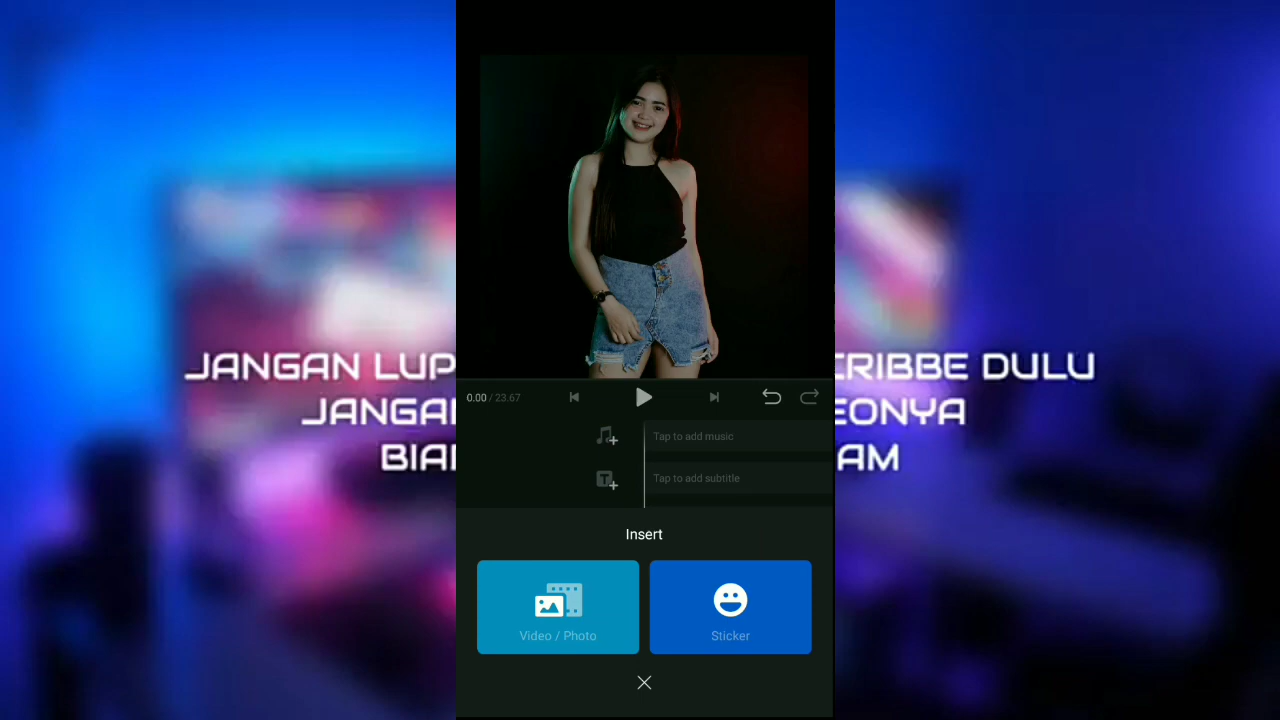 JANGAN LUP
CRIBBE DULU
JANGA
EONYA
BIA
AM
0.00 / 23.67
Tap to add music
Tap to add subtitle
Insert
Video / Photo
Sticker